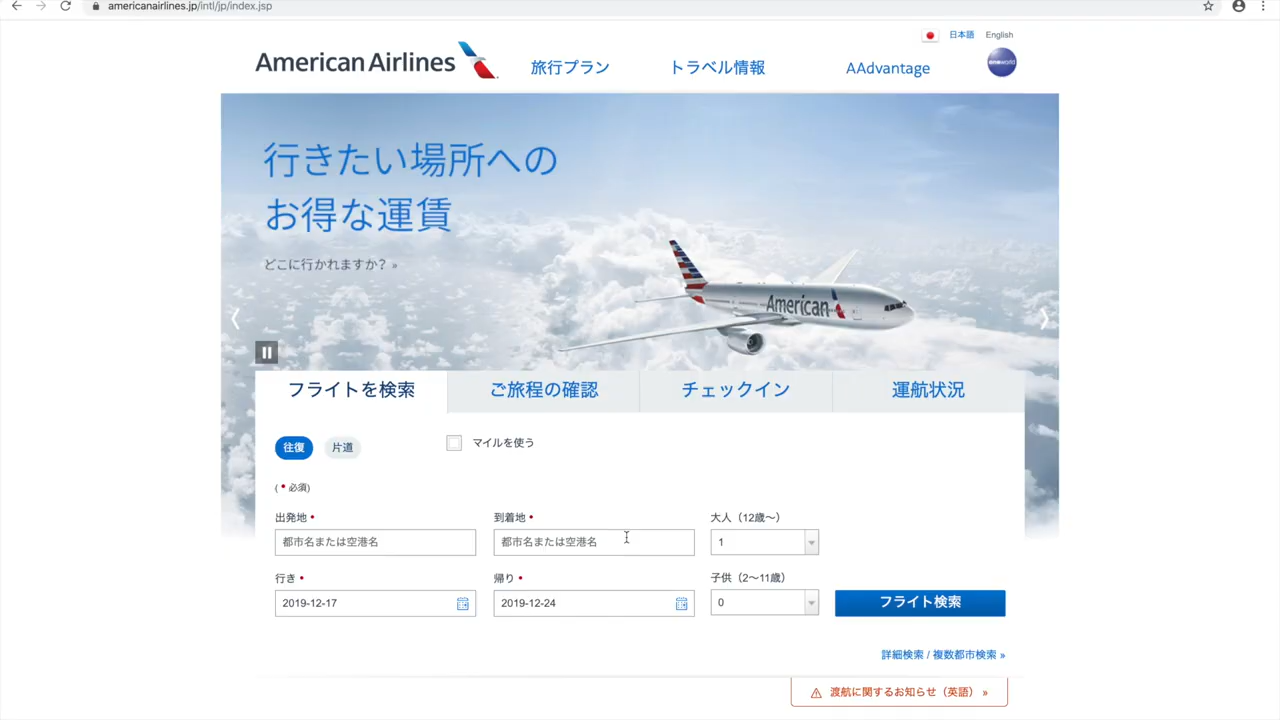 americanairlines.jp/intl/jp/index.jsp
日本語 English
American Airlines
旅行プラン トラベル情報 AAdvantage
行きたい場所への
お得な運賃
どこに行かれますか? »
American
フライトを検索 ご旅程の確認 チェックイン 運航状況
往復 片道 マイルを使う
( • 必須)
出発地 • 到着地 • 大人（12歳〜）
都市名または空港名 都市名または空港名 1
行き • 帰り • 子供（2〜11歳）
2019-12-17 2019-12-24 0 フライト検索
詳細検索 / 複数都市検索 »
渡航に関するお知らせ（英語） »